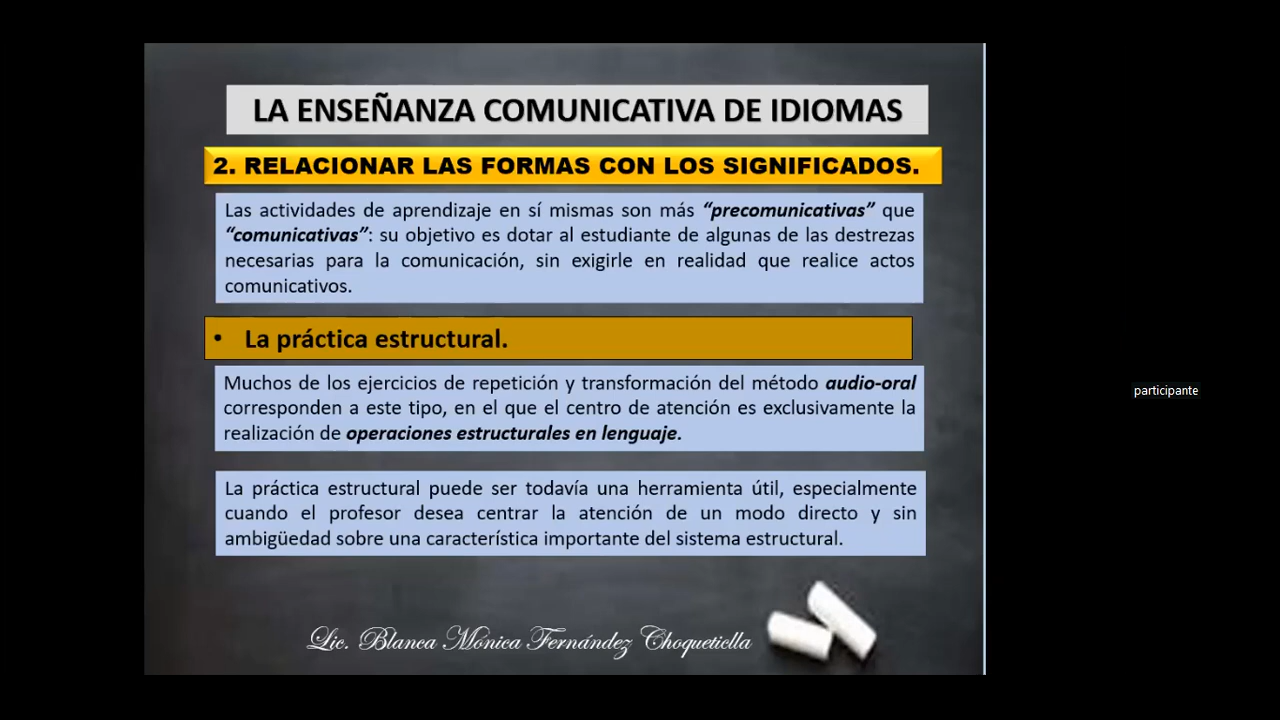 LA ENSEÑANZA COMUNICATIVA DE IDIOMAS
2. RELACIONAR LAS FORMAS CON LOS SIGNIFICADOS.
Las actividades de aprendizaje en sí mismas son más “precomunicativas” que
“comunicativas”: su objetivo es dotar al estudiante de algunas de las destrezas
necesarias para la comunicación, sin exigirle en realidad que realice actos
comunicativos.
• La práctica estructural.
Muchos de los ejercicios de repetición y transformación del método audio-oral
corresponden a este tipo, en el que el centro de atención es exclusivamente la
realización de operaciones estructurales en lenguaje.
La práctica estructural puede ser todavía una herramienta útil, especialmente
cuando el profesor desea centrar la atención de un modo directo y sin
ambigüedad sobre una característica importante del sistema estructural.
Lic. Blanca Mónica Fernández Choqueticlla
participante